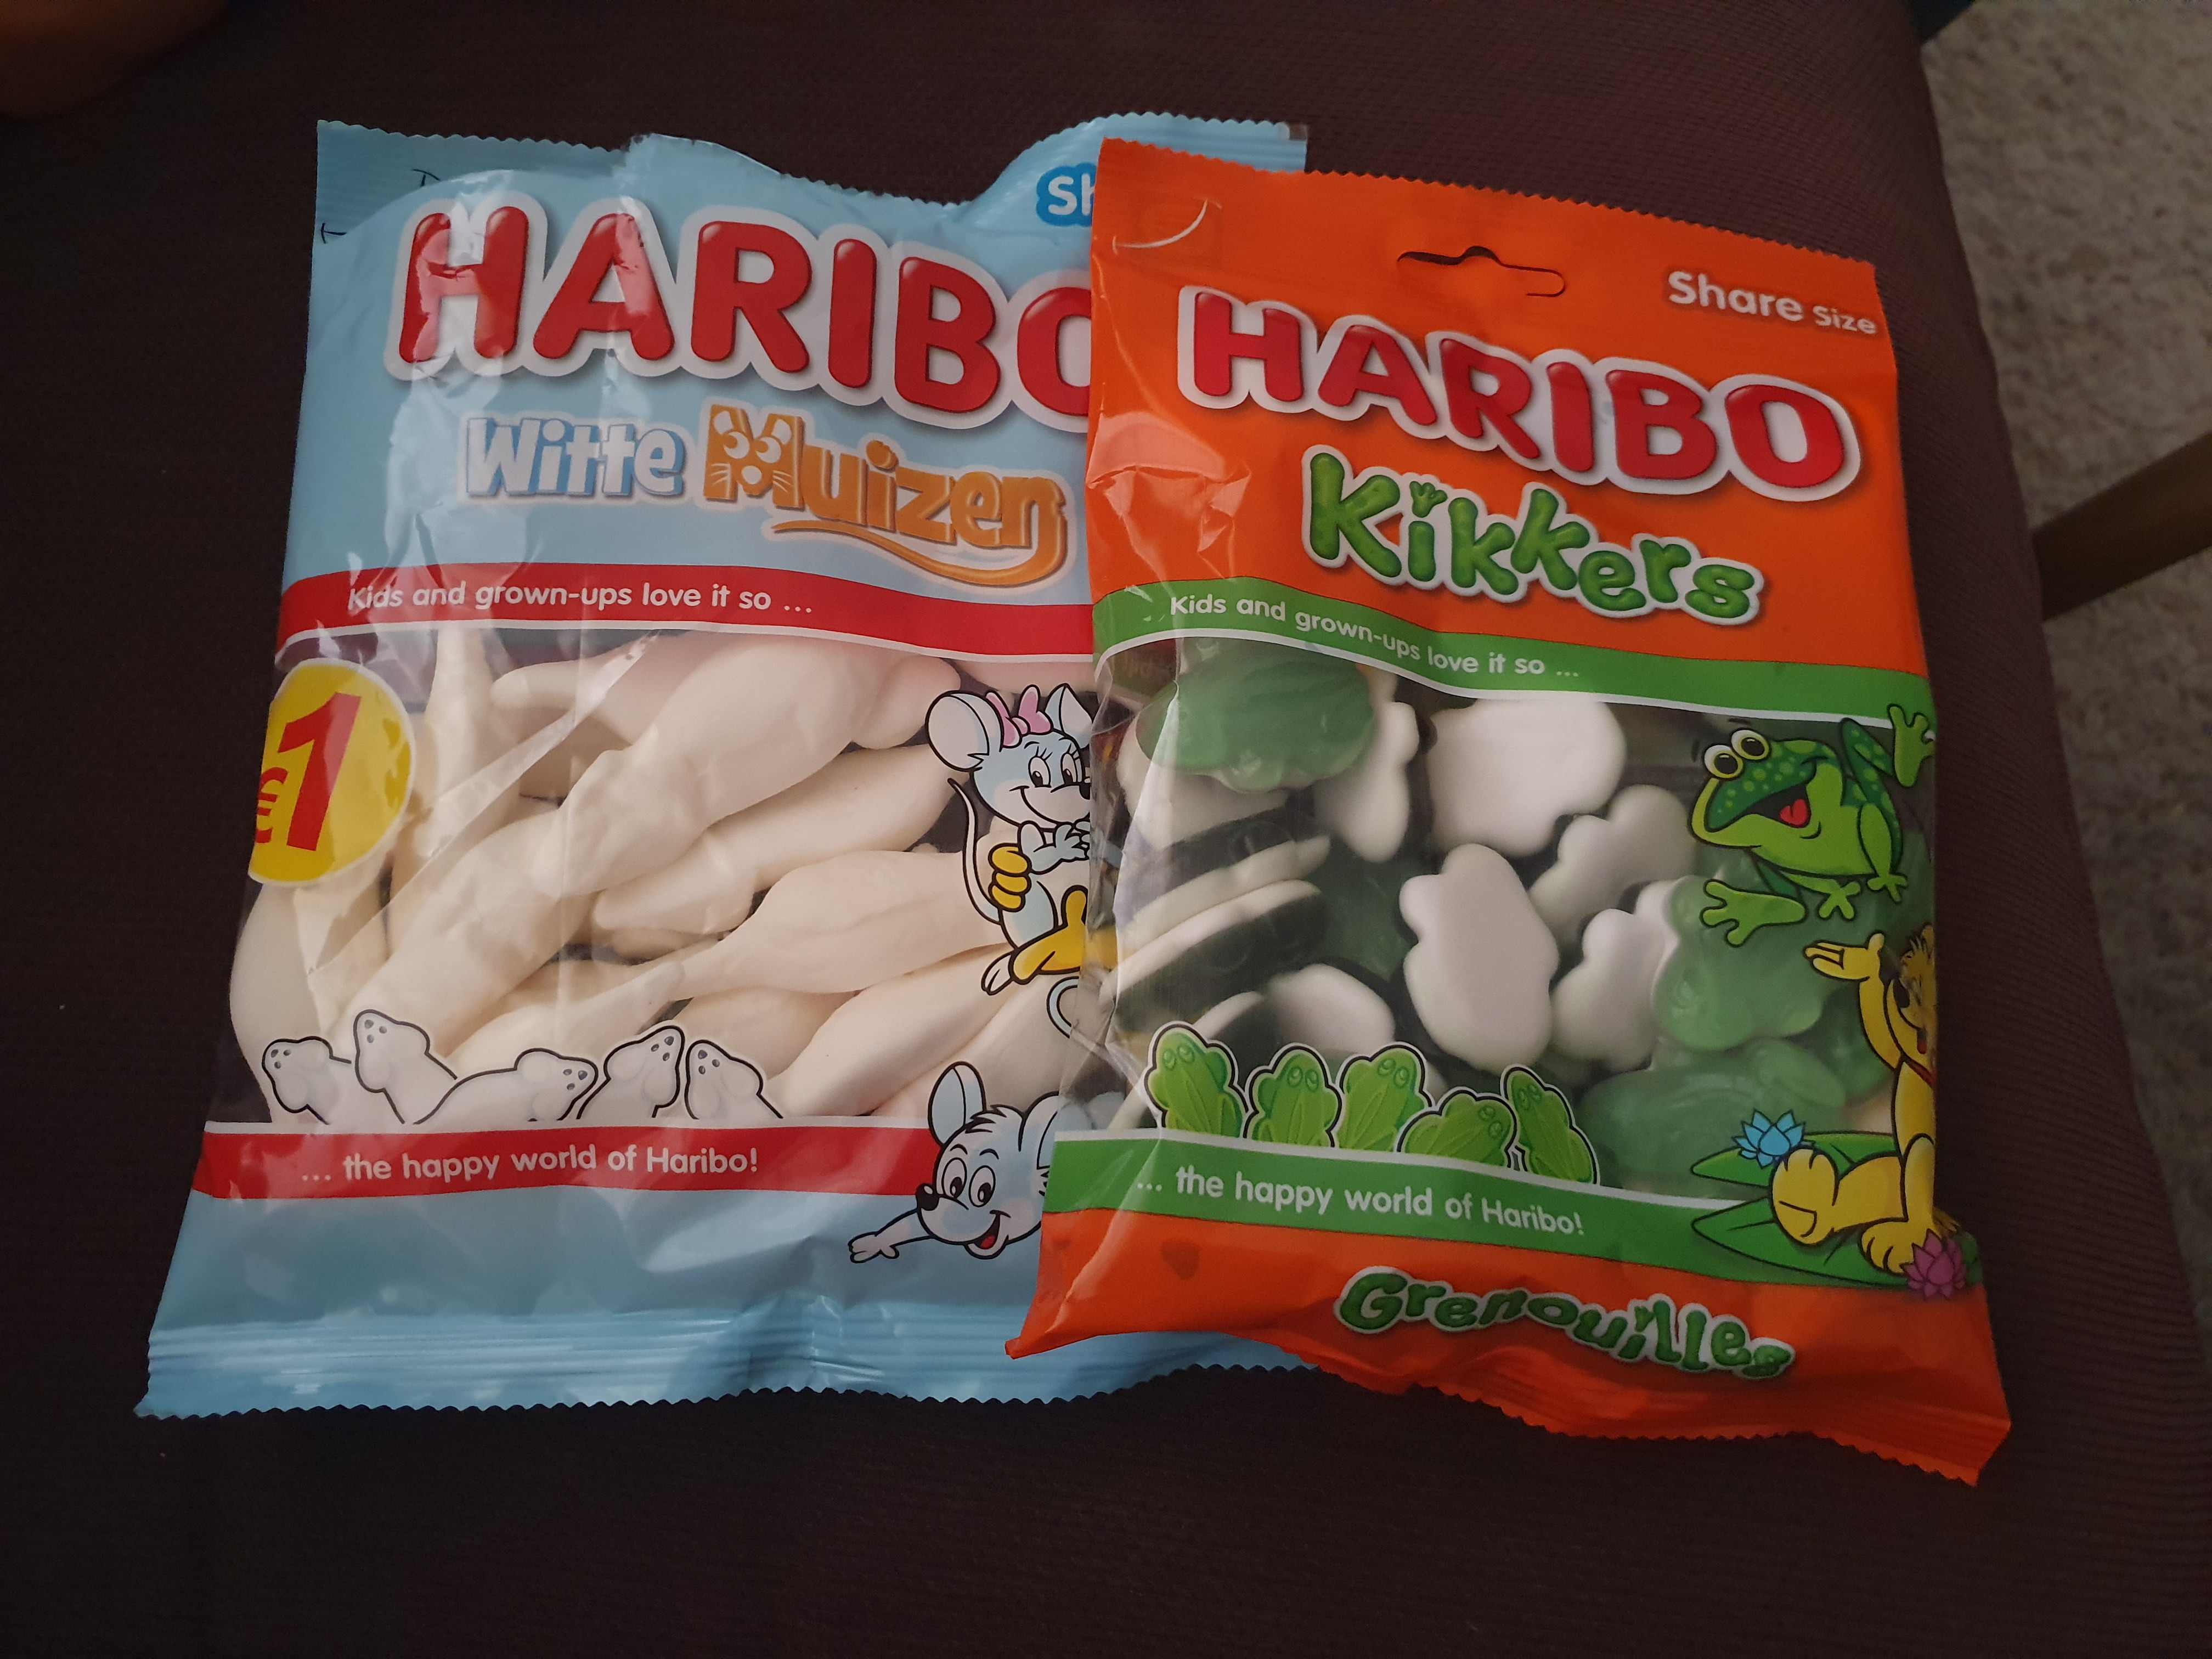 Sh
HARIBO
Witte Muizen
Kids and grown-ups love it so ...
€1
... the happy world of Haribo!
Share Size
HARIBO
Kikkers
Kids and grown-ups love it so ...
... the happy world of Haribo!
Grenouilles